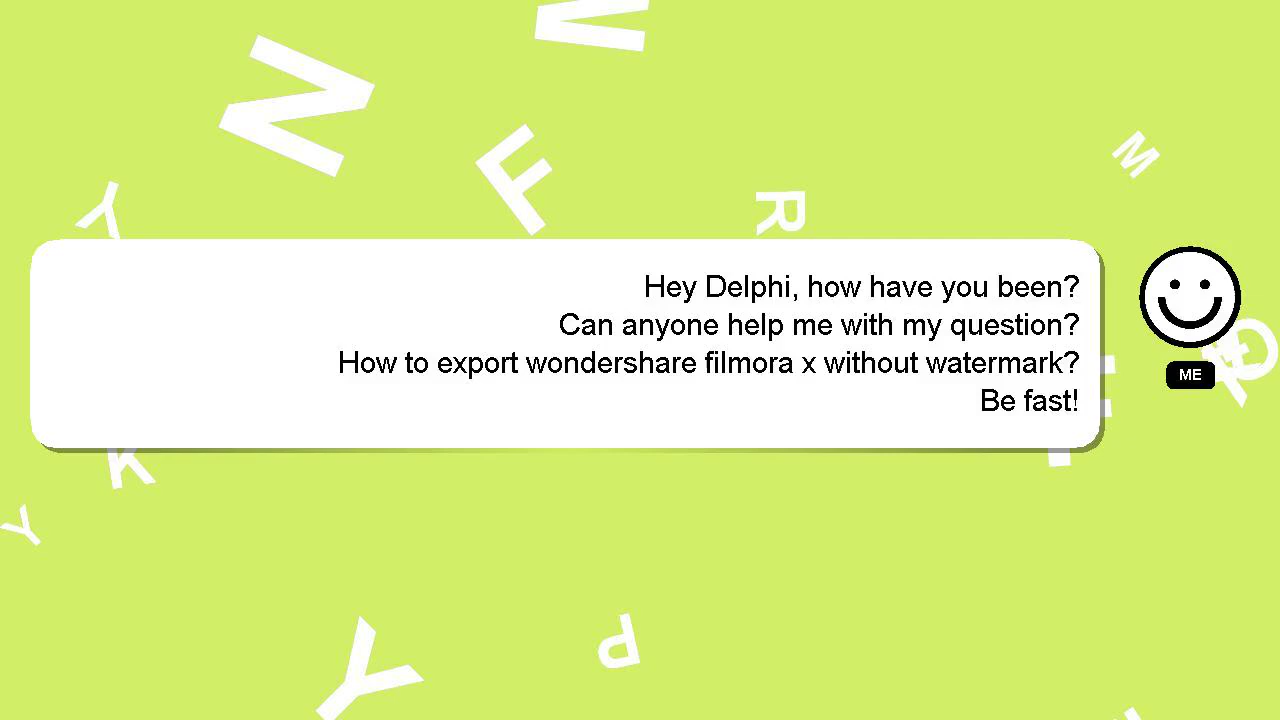 N
F
M
Y
R
Hey Delphi, how have you been?
Can anyone help me with my question?
How to export wondershare filmora x without watermark?
Be fast!
ME
K
Y
P
Y